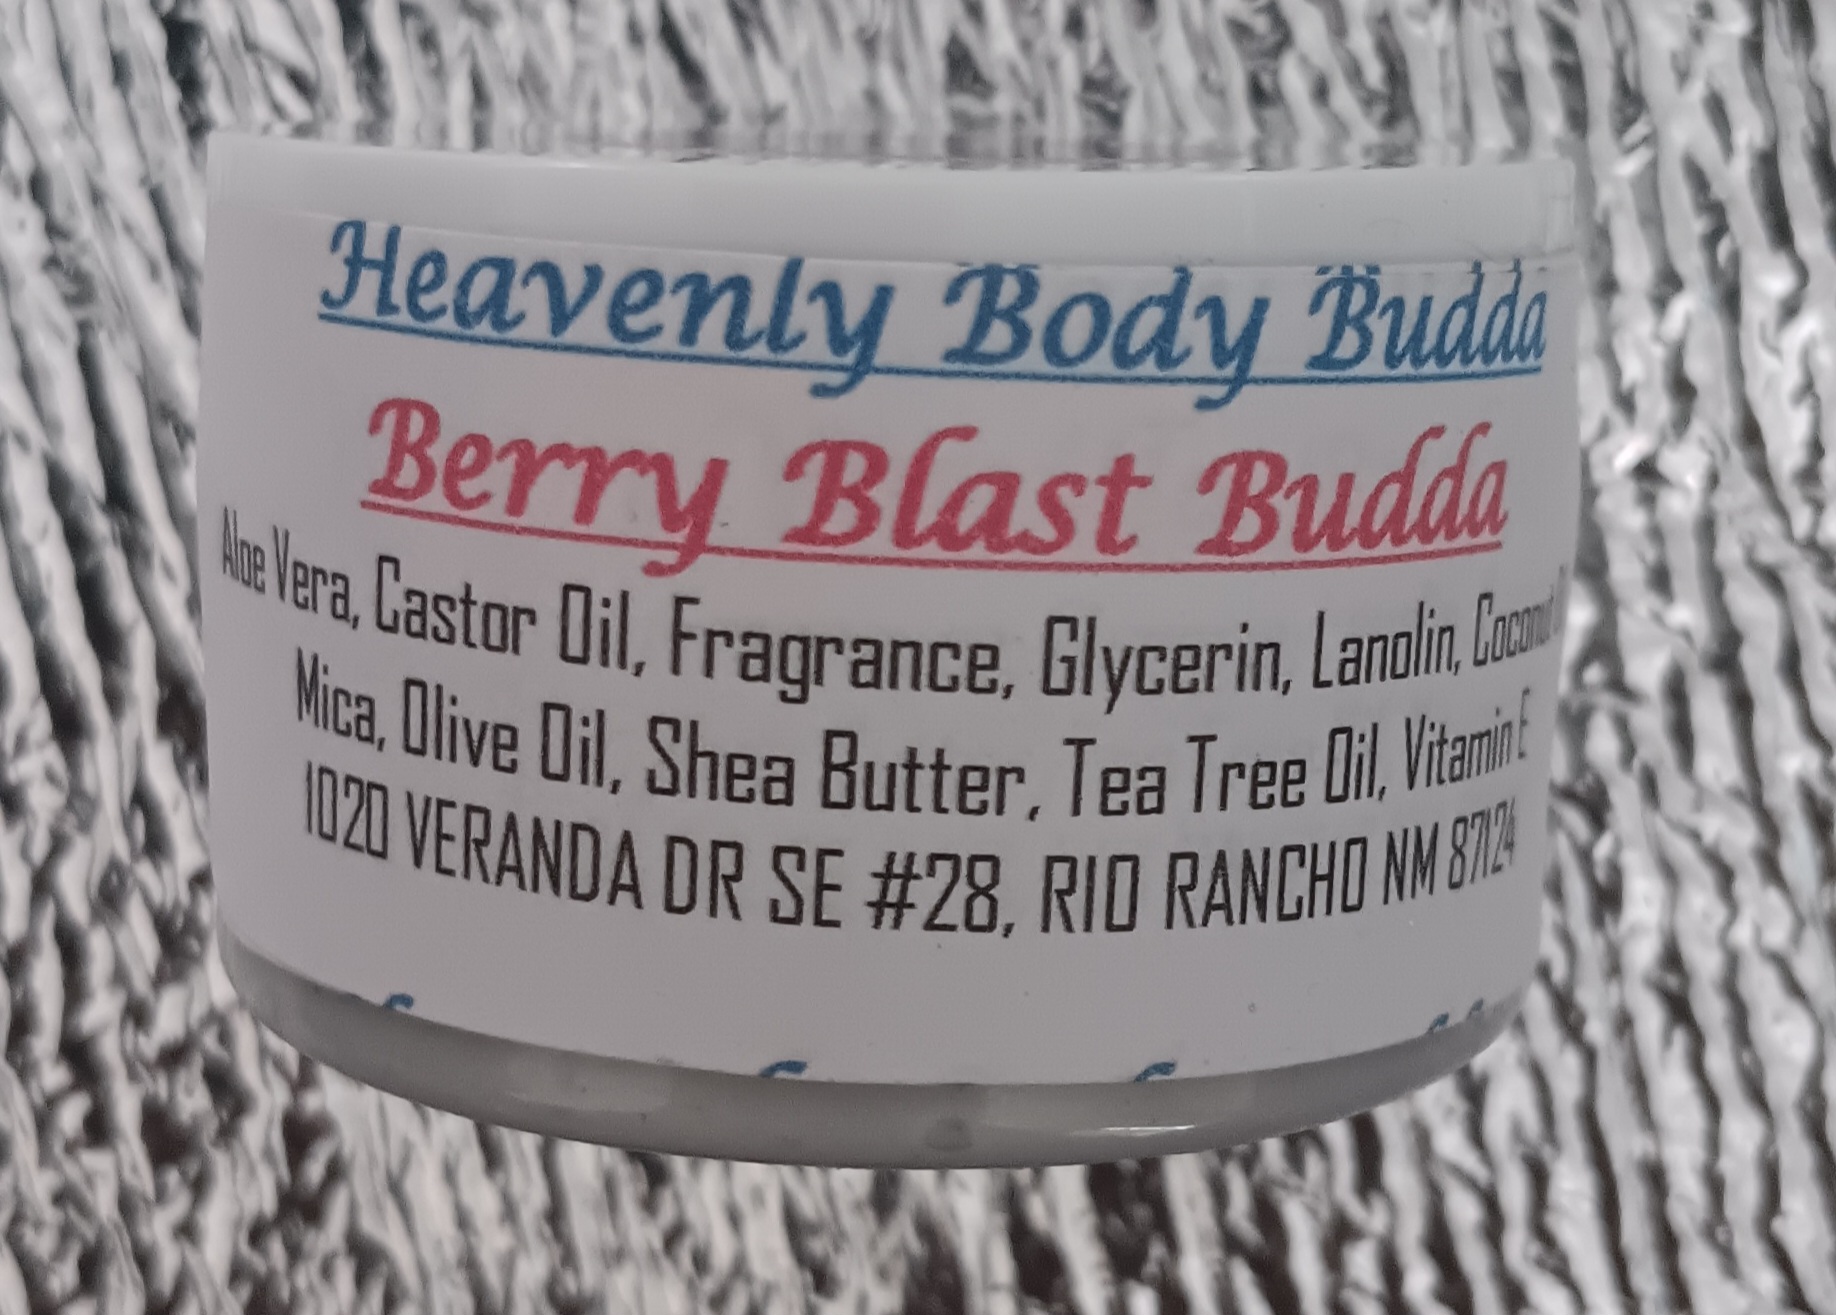 Heavenly Body Budda
Berry Blast Budda
Aloe Vera, Castor Oil, Fragrance, Glycerin, Lanolin, Coconut
Mica, Olive Oil, Shea Butter, Tea Tree Oil, Vitamin E
1020 VERANDA DR SE #28, RIO RANCHO NM 87124